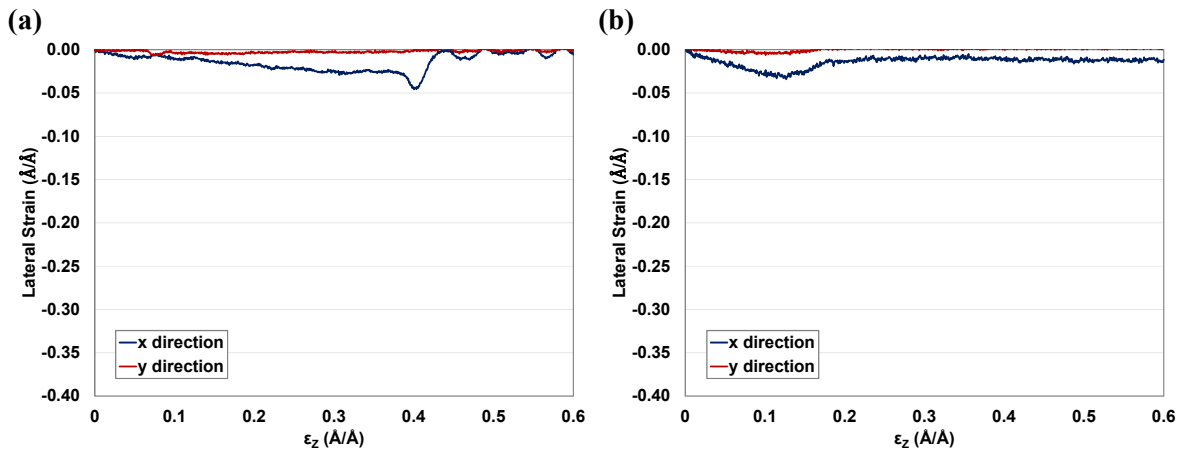 (a)
0.00
-0.05
-0.10
-0.15
-0.20
-0.25
-0.30
-0.35
-0.40
Lateral Strain (Å/Å)
x direction
y direction
0 0.1 0.2 0.3 0.4 0.5 0.6
εZ (Å/Å)
(b)
0.00
-0.05
-0.10
-0.15
-0.20
-0.25
-0.30
-0.35
-0.40
Lateral Strain (Å/Å)
x direction
y direction
0 0.1 0.2 0.3 0.4 0.5 0.6
εZ (Å/Å)